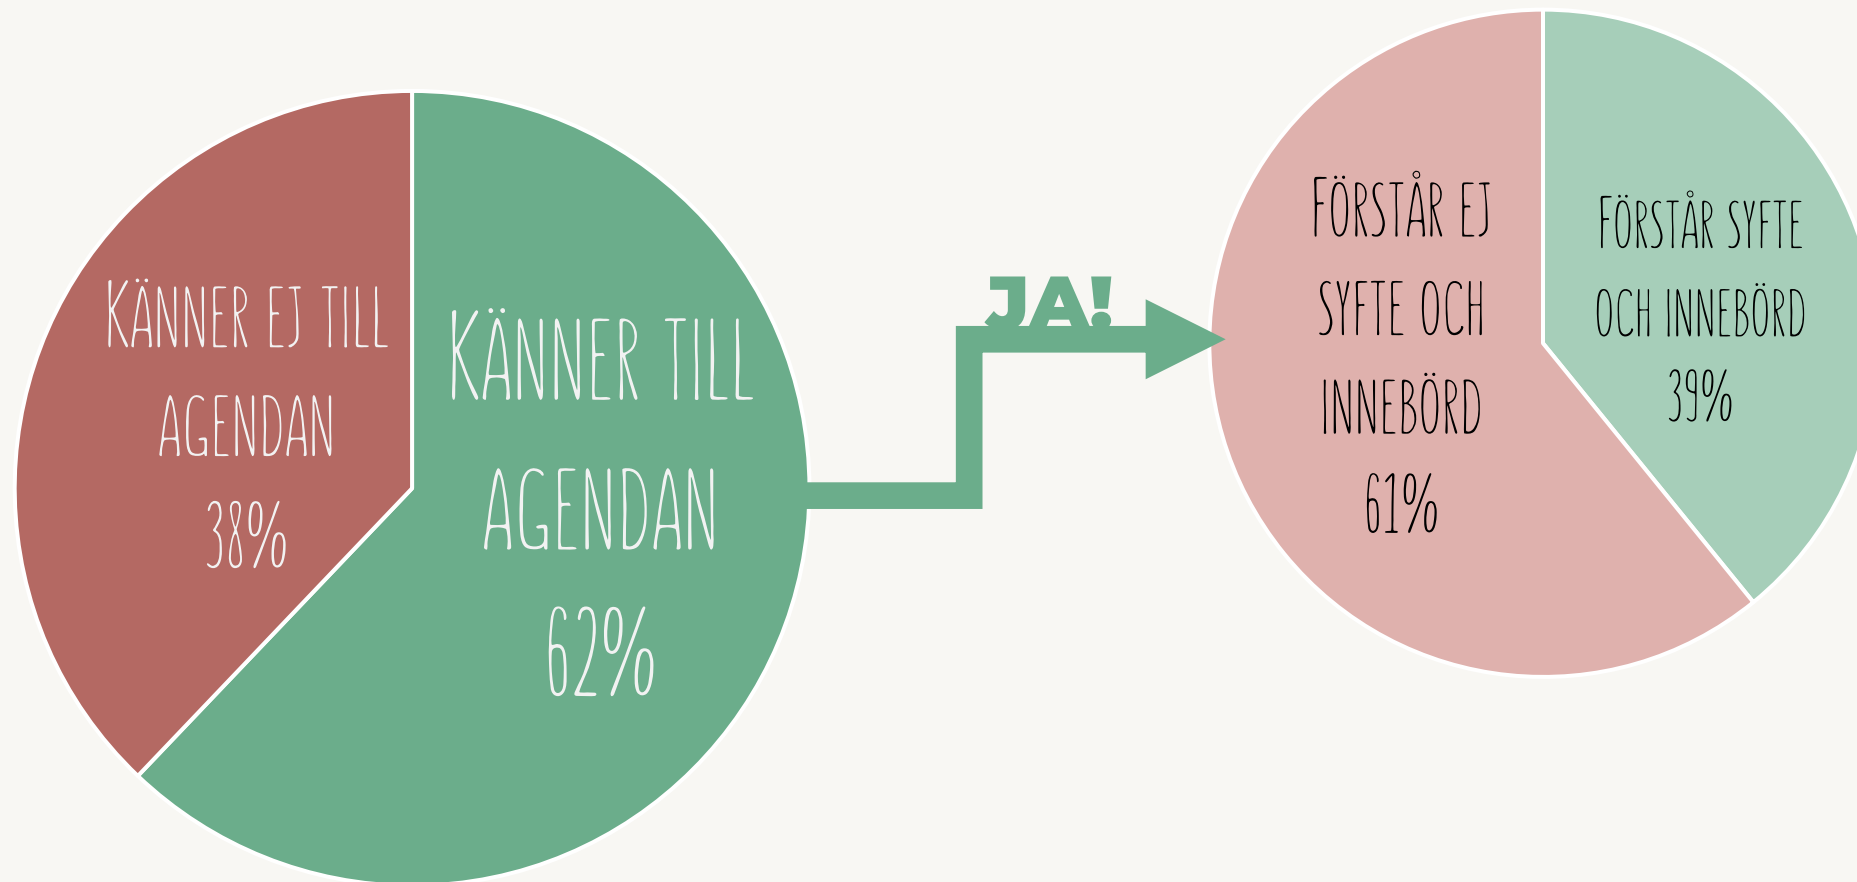 Känner ej till
agendan
38%
Känner till
agendan
62%
JA!
Förstår ej
syfte och
innebörd
61%
Förstår syfte
och innebörd
39%